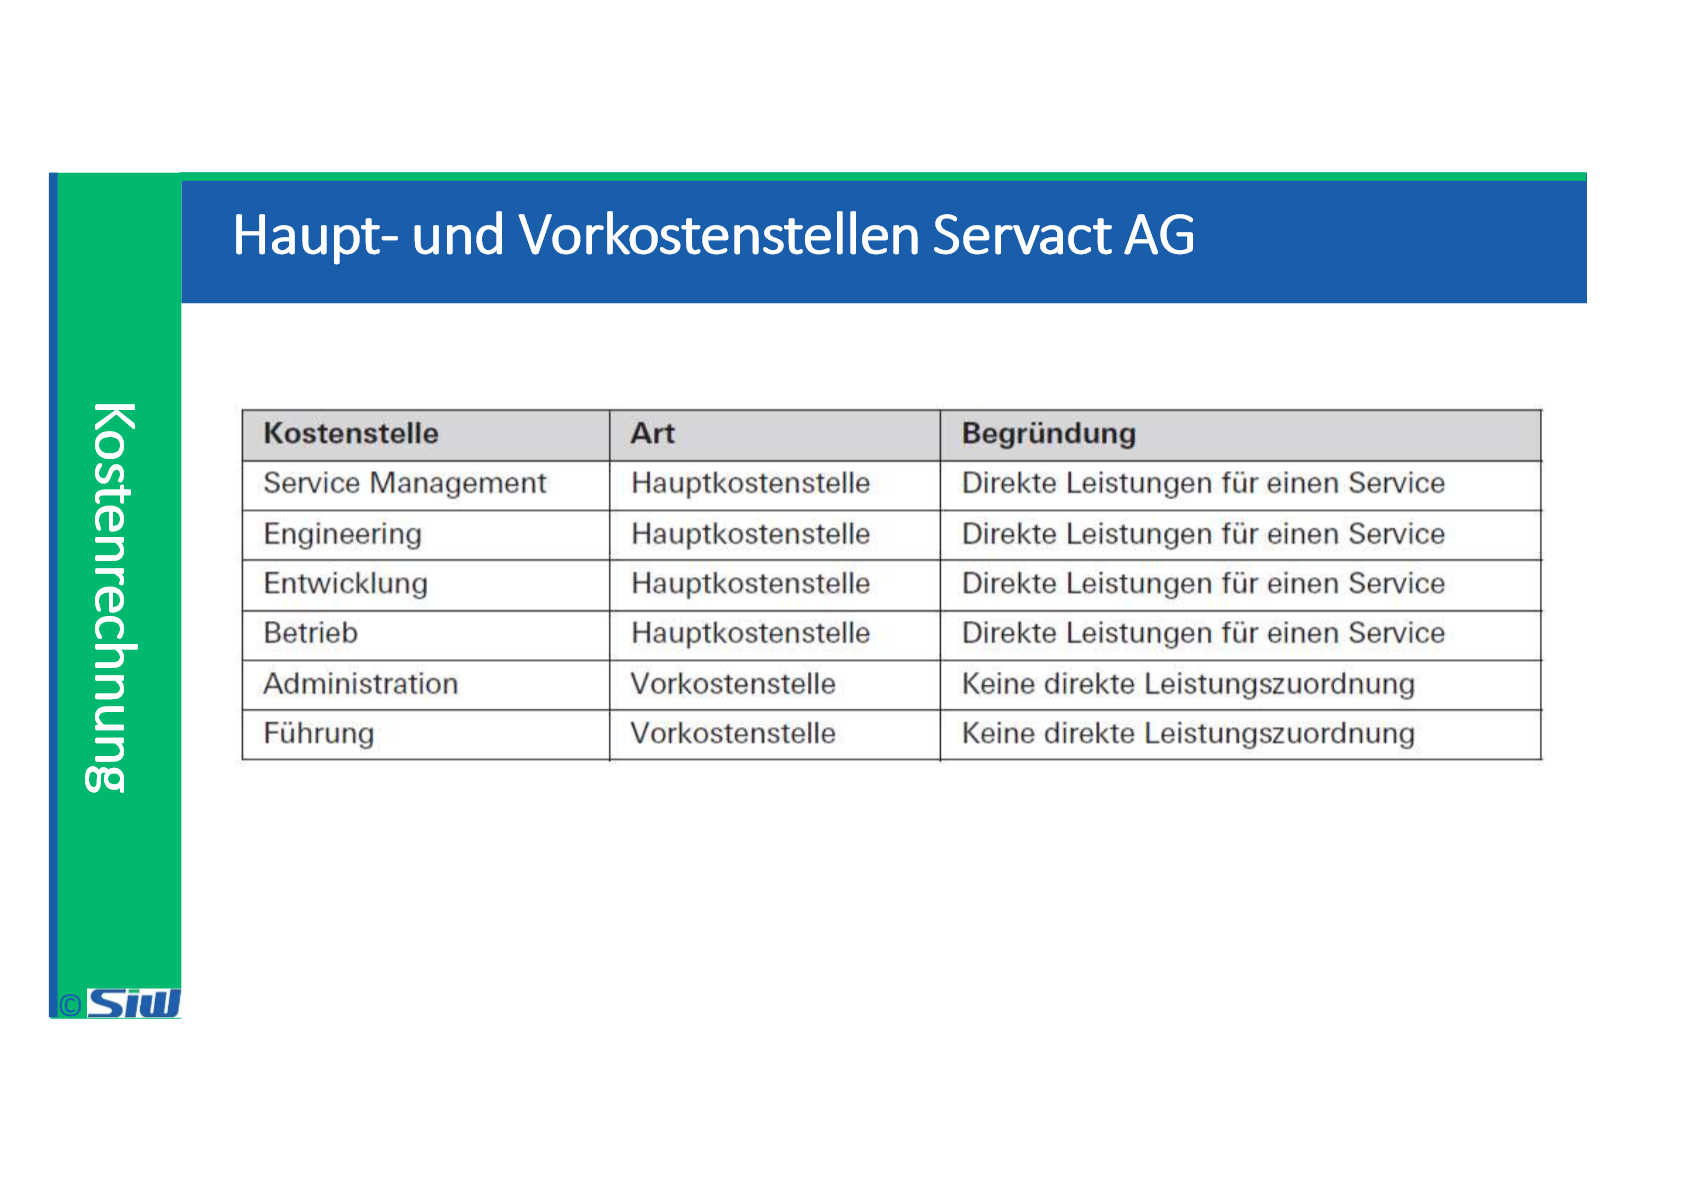 Haupt- und Vorkostenstellen Servact AG
Kostenrechnung
Kostenstelle Art Begründung
Service Management Hauptkostenstelle Direkte Leistungen für einen Service
Engineering Hauptkostenstelle Direkte Leistungen für einen Service
Entwicklung Hauptkostenstelle Direkte Leistungen für einen Service
Betrieb Hauptkostenstelle Direkte Leistungen für einen Service
Administration Vorkostenstelle Keine direkte Leistungszuordnung
Führung Vorkostenstelle Keine direkte Leistungszuordnung
© SIW